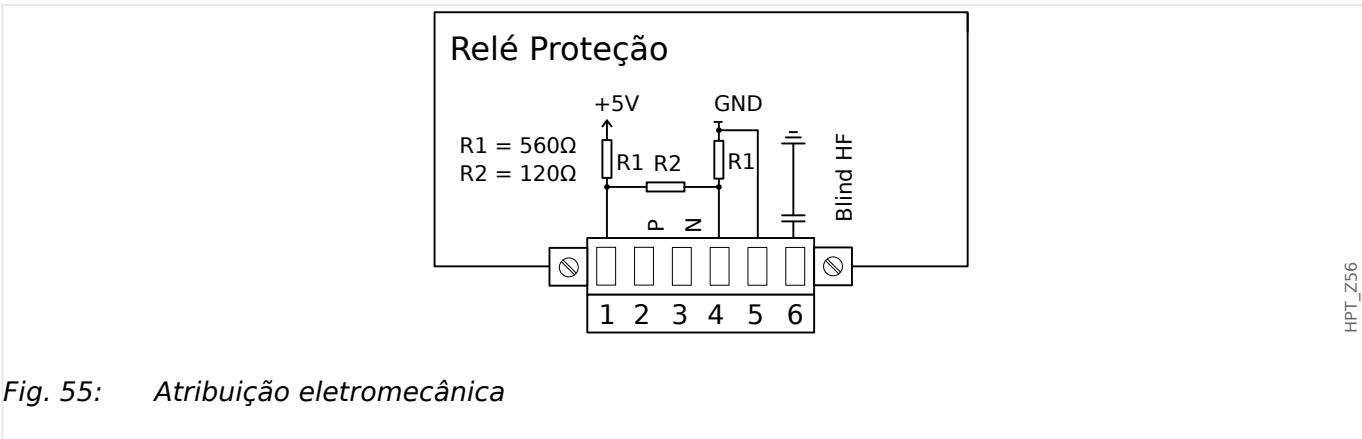 Relé Proteção
+5V
GND
R1 = 560Ω
R2 = 120Ω
R1
R2
R1
Blind HF
P
N
1 2 3 4 5 6
HPT_Z56
Fig. 55: Atribuição eletromecânica